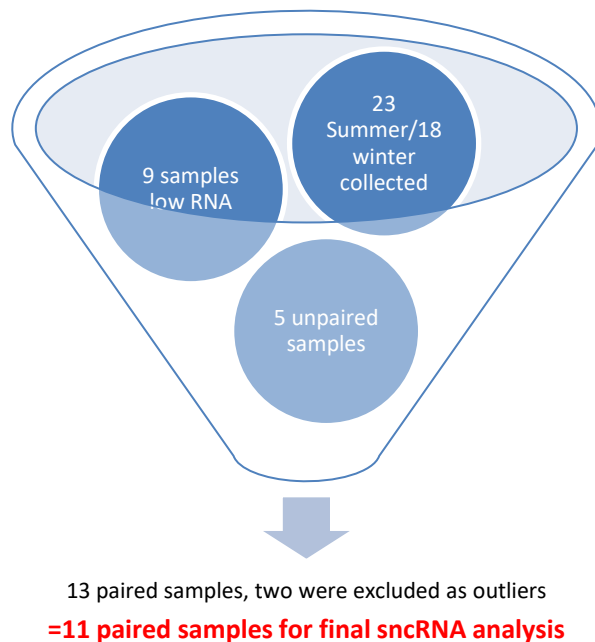 23
Summer/18
winter
collected
9 samples
low RNA
5 unpaired
samples
13 paired samples, two were excluded as outliers
=11 paired samples for final sncRNA analysis